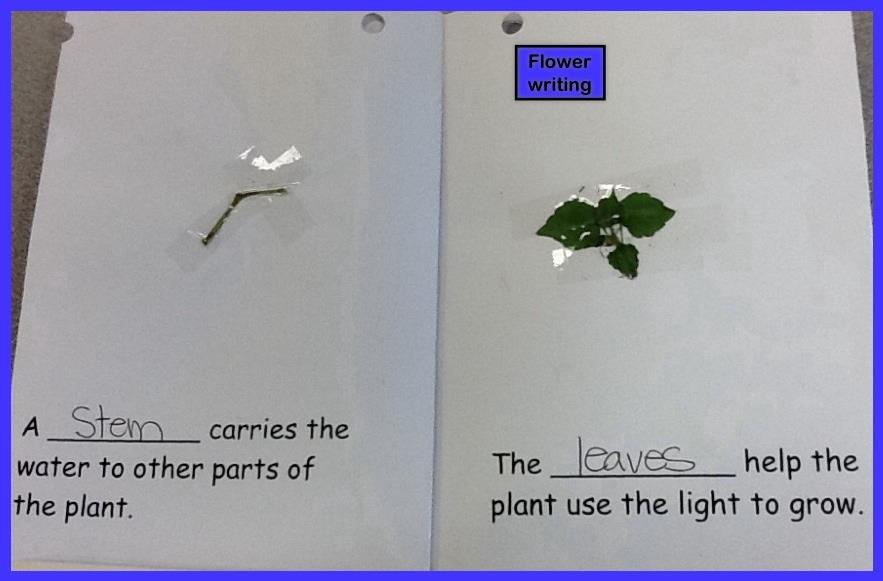 A Stem carries the
water to other parts of
the plant.
Flower
writing
The leaves help the
plant use the light to grow.